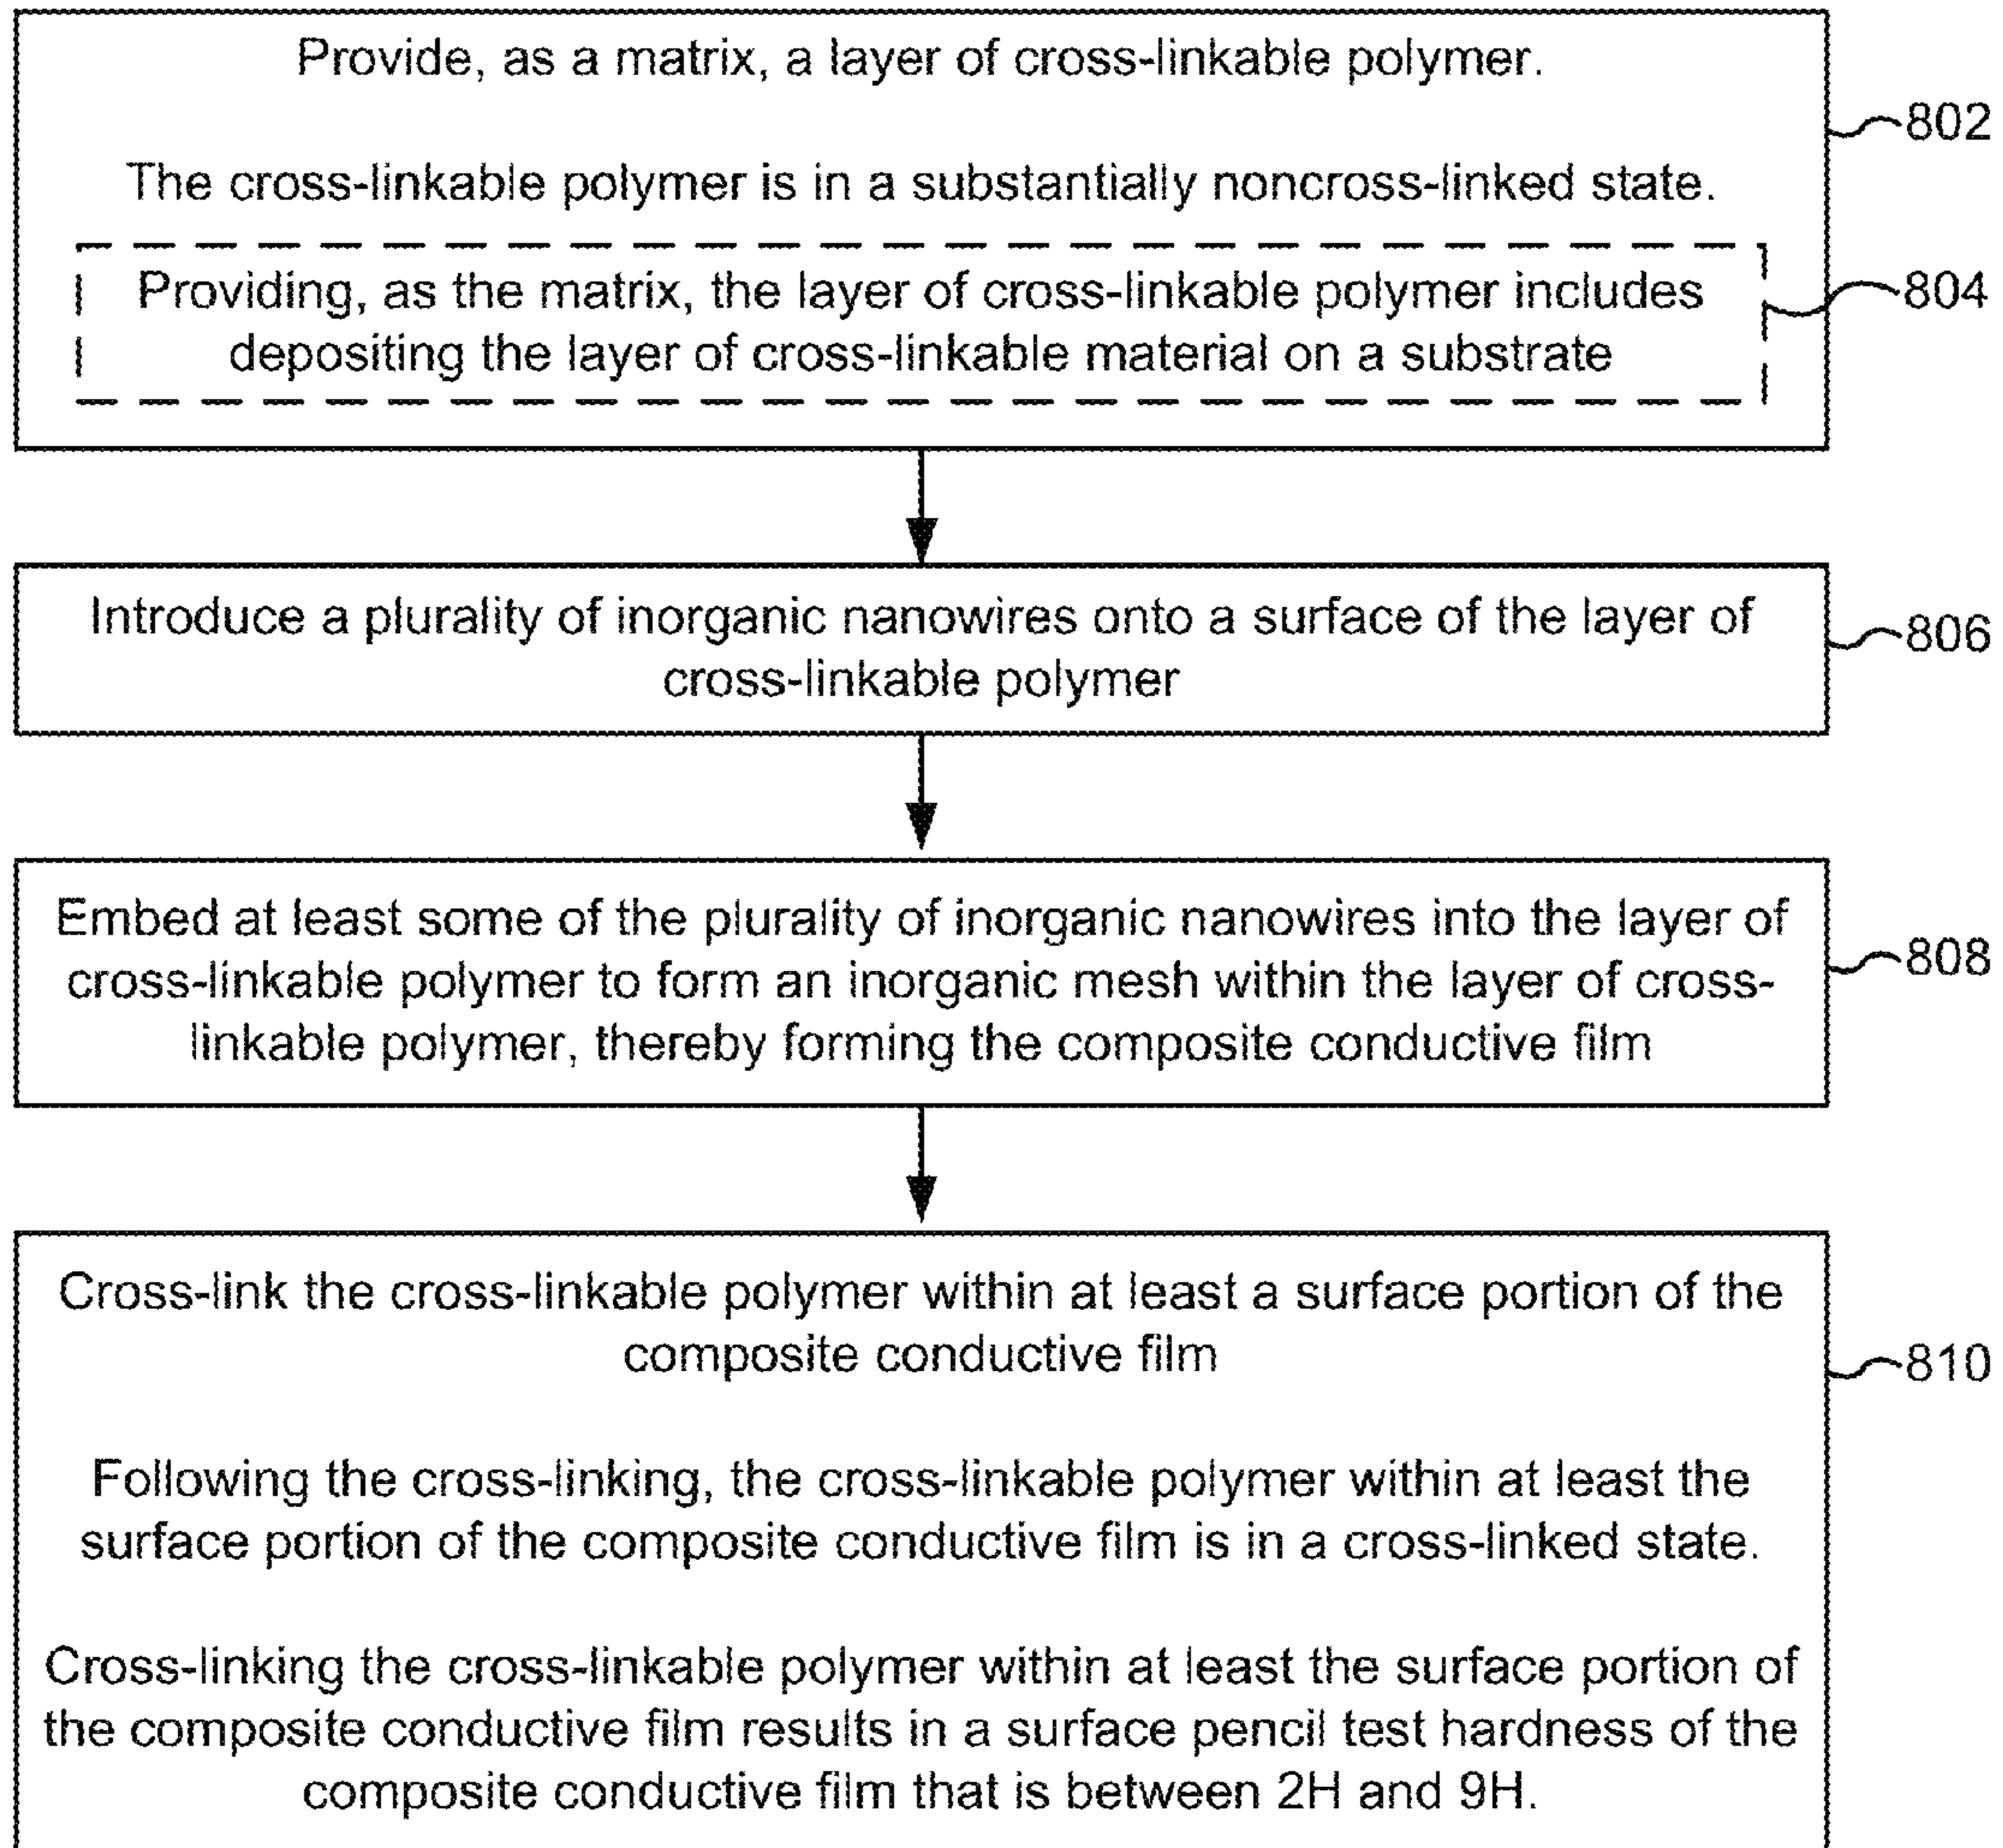 Provide, as a matrix, a layer of cross-linkable polymer.
802
The cross-linkable polymer is in a substantially noncross-linked state.
Providing, as the matrix, the layer of cross-linkable polymer includes
804
depositing the layer of cross-linkable material on a substrate
Introduce a plurality of inorganic nanowires onto a surface of the layer of
806
cross-linkable polymer
Embed at least some of the plurality of inorganic nanowires into the layer of
cross-linkable polymer to form an inorganic mesh within the layer of cross-
808
linkable polymer, thereby forming the composite conductive film
Cross-link the cross-linkable polymer within at least a surface portion of the
composite conductive film
810
Following the cross-linking, the cross-linkable polymer within at least the
surface portion of the composite conductive film is in a cross-linked state.
Cross-linking the cross-linkable polymer within at least the surface portion of
the composite conductive film results in a surface pencil test hardness of the
composite conductive film that is between 2H and 9H.